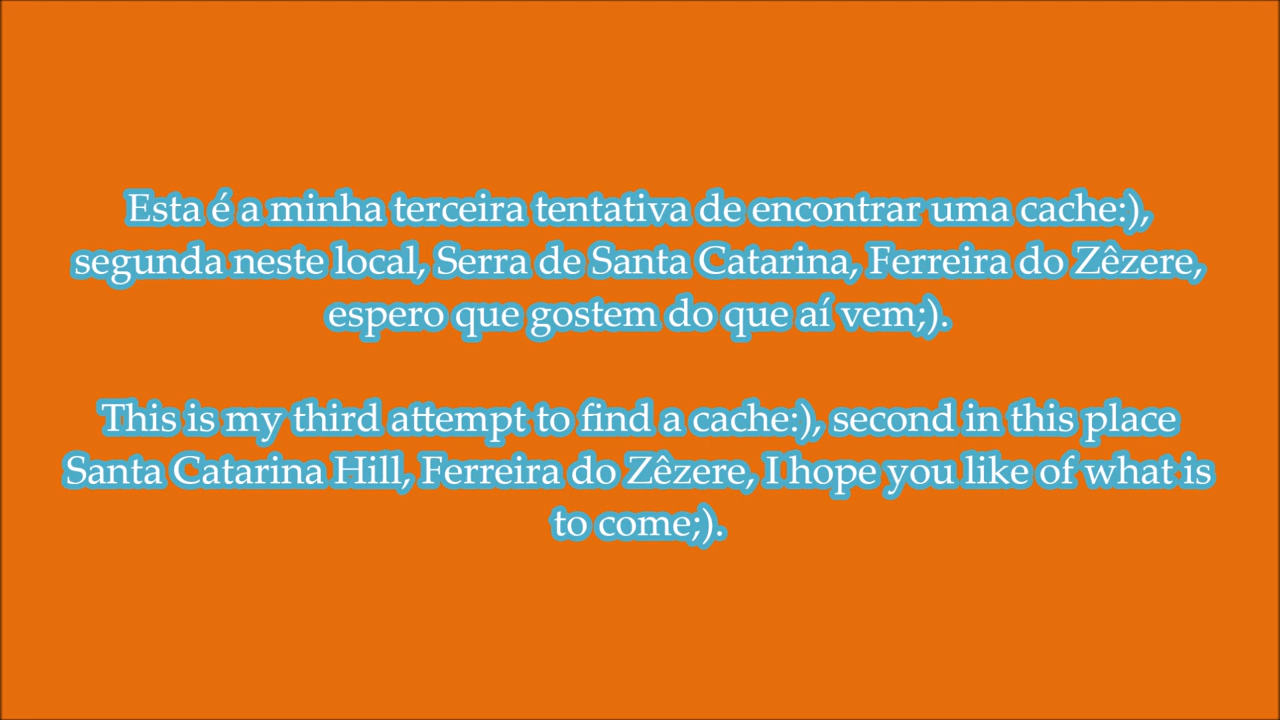 Esta é a minha terceira tentativa de encontrar uma cache:),
segunda neste local, Serra de Santa Catarina, Ferreira do Zêzere,
espero que gostem do que aí vem;).
This is my third attempt to find a cache:), second in this place
Santa Catarina Hill, Ferreira do Zêzere, I hope you like of what is
to come;).